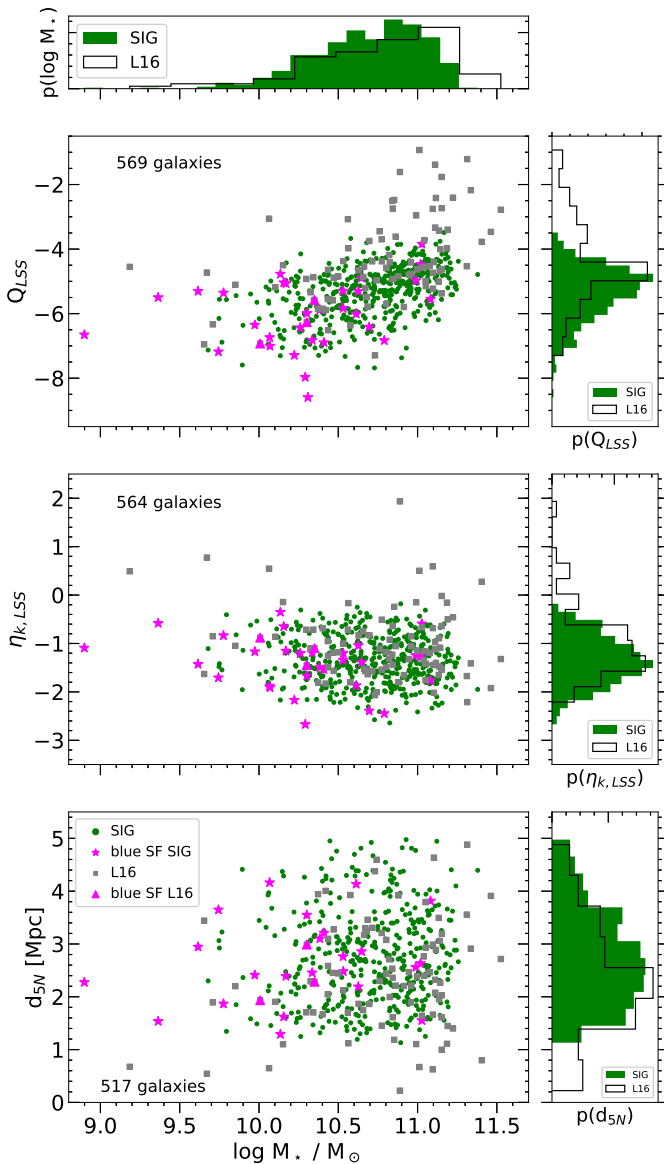 p(log M⋆)
SIG
L16
569 galaxies
−2
−4
−6
−8
Q_LSS
SIG
L16
p(Q_LSS)
564 galaxies
2
1
0
−1
−2
−3
η_k,LSS
SIG
L16
p(η_k,LSS)
SIG
blue SF SIG
L16
blue SF L16
5
4
3
2
1
0
d_5N [Mpc]
517 galaxies
9.0 9.5 10.0 10.5 11.0 11.5
log M⋆ / M⊙
SIG
L16
p(d_5N)